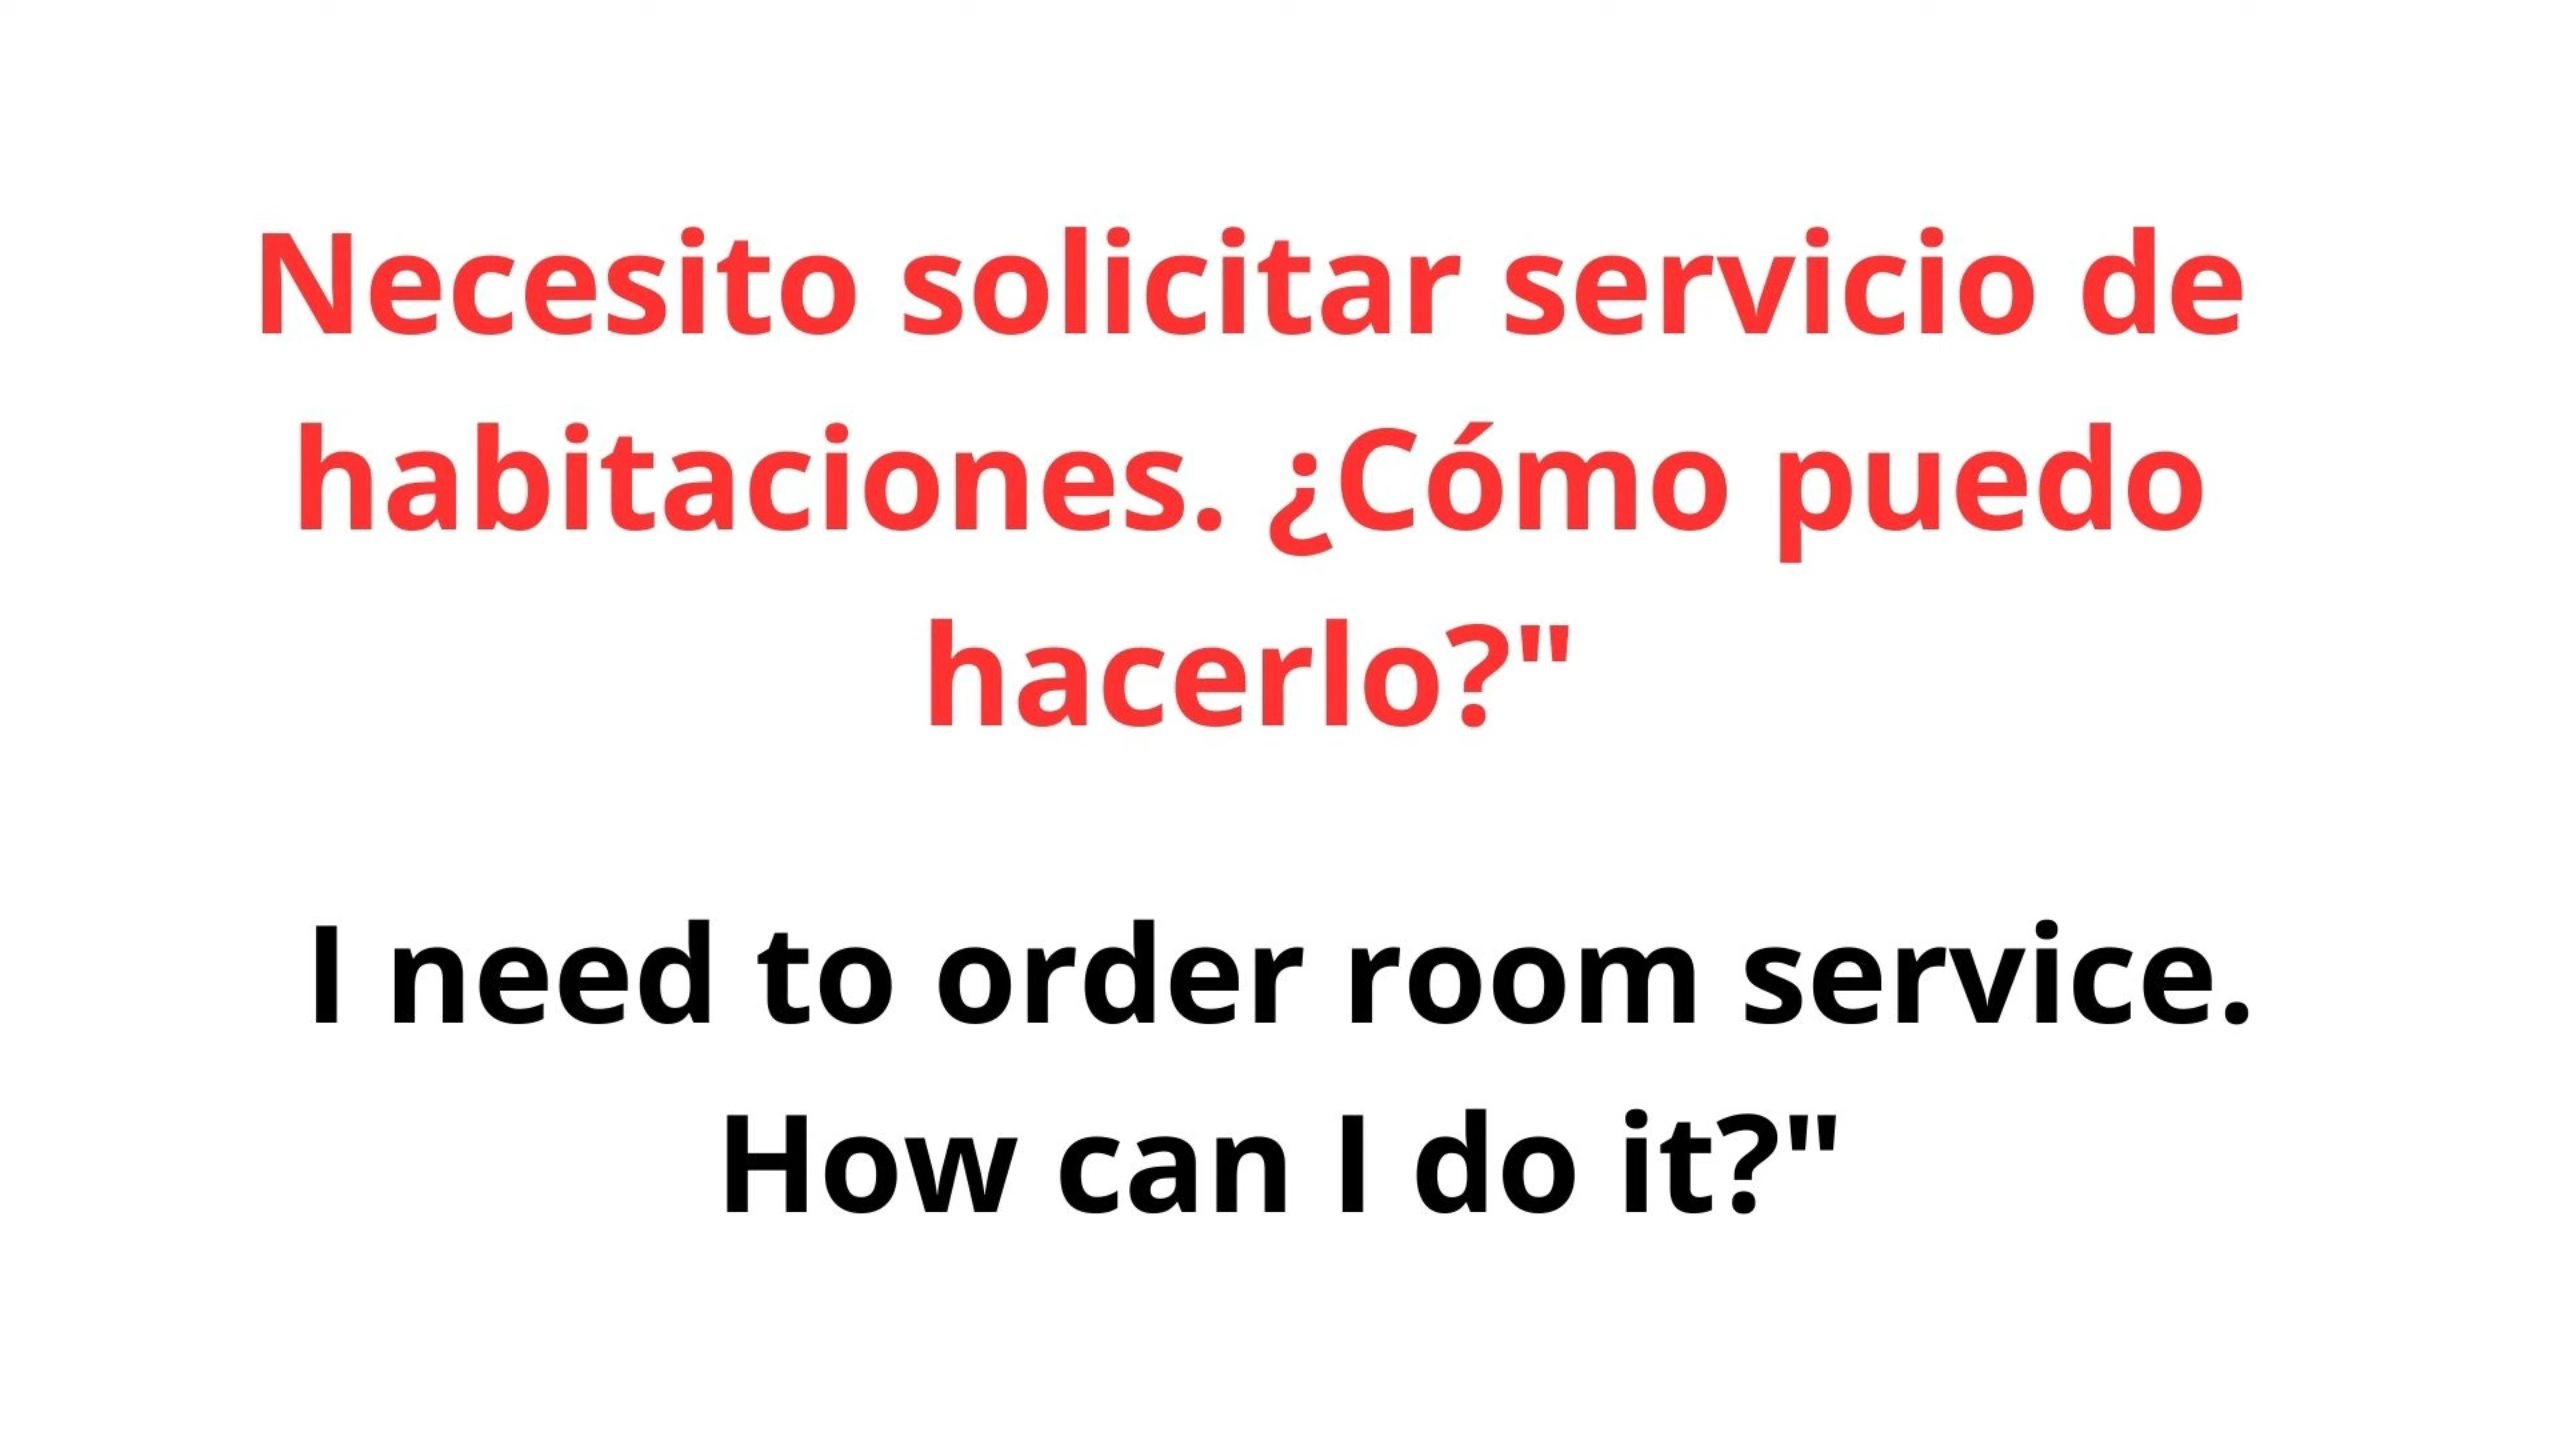 Necesito solicitar servicio de
habitaciones. ¿Cómo puedo
hacerlo?"
I need to order room service.
How can I do it?"